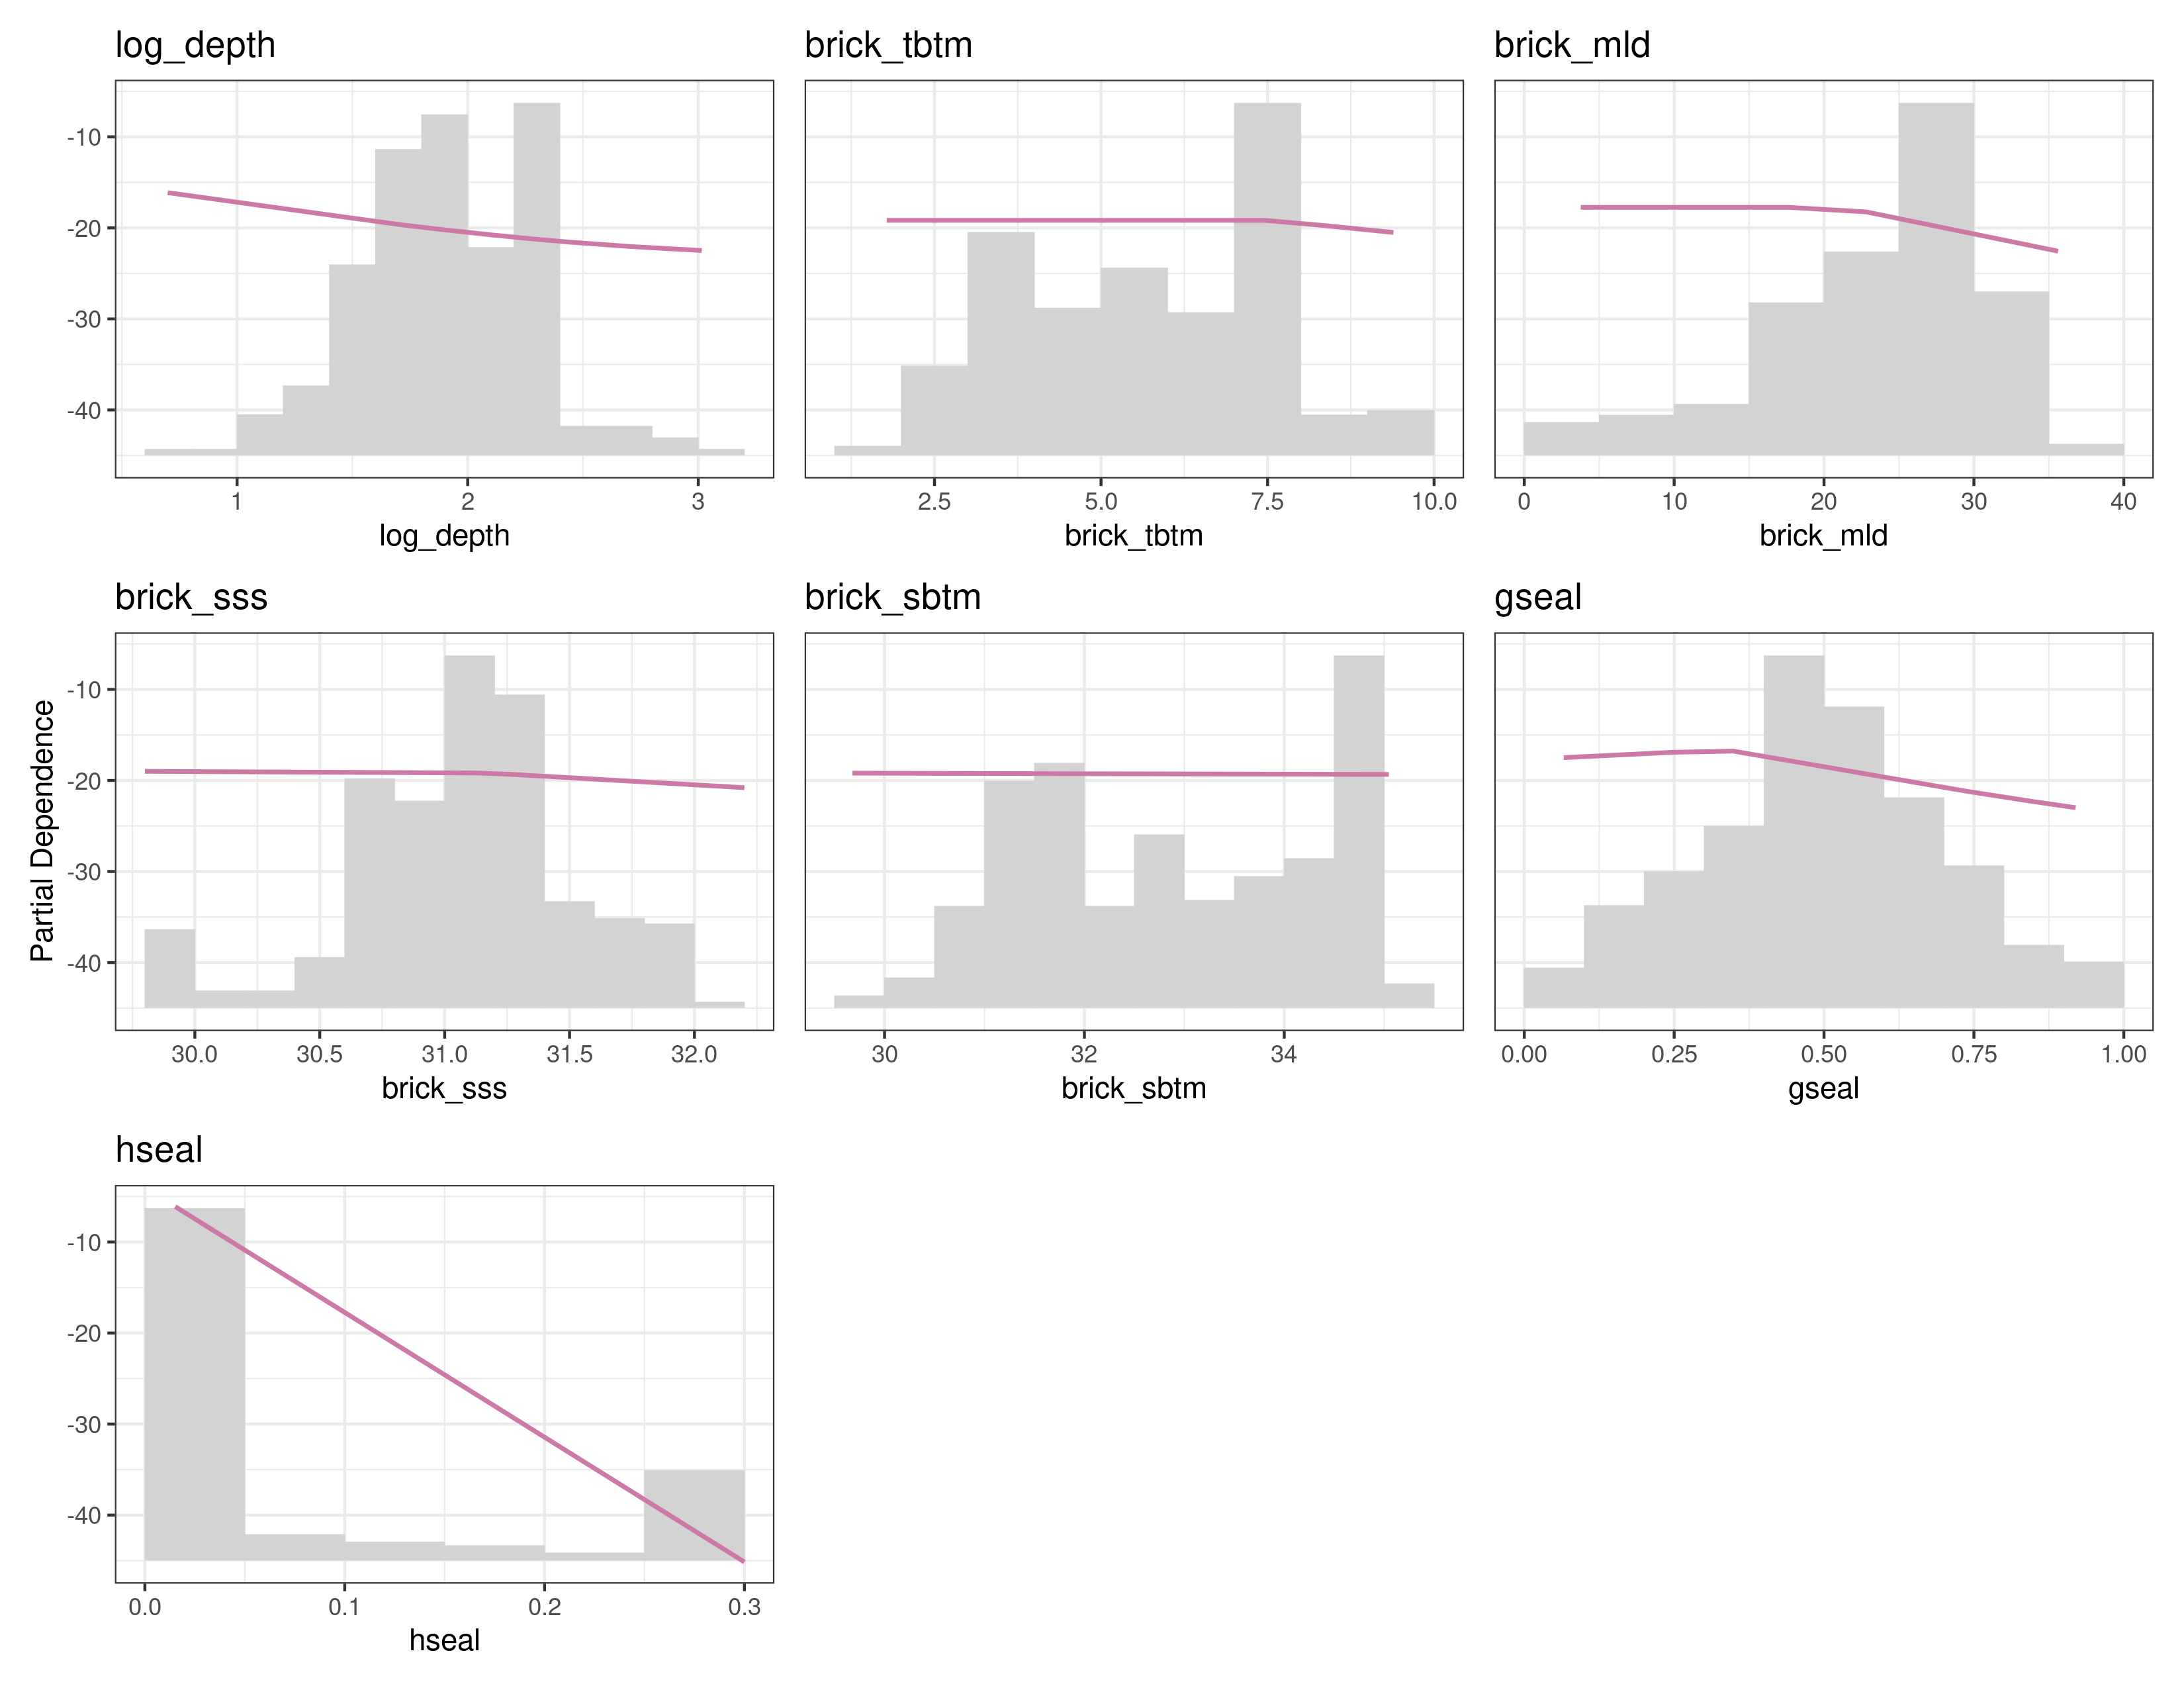 log_depth
brick_tbtm
brick_mld
-10
-20
-30
-40
1 2 3
2.5 5.0 7.5 10.0
0 10 20 30 40
log_depth
brick_tbtm
brick_mld
brick_sss
brick_sbtm
gseal
Partial Dependence
-10
-20
-30
-40
30.0 30.5 31.0 31.5 32.0
30 32 34
0.00 0.25 0.50 0.75 1.00
brick_sss
brick_sbtm
gseal
hseal
-10
-20
-30
-40
0.0 0.1 0.2 0.3
hseal